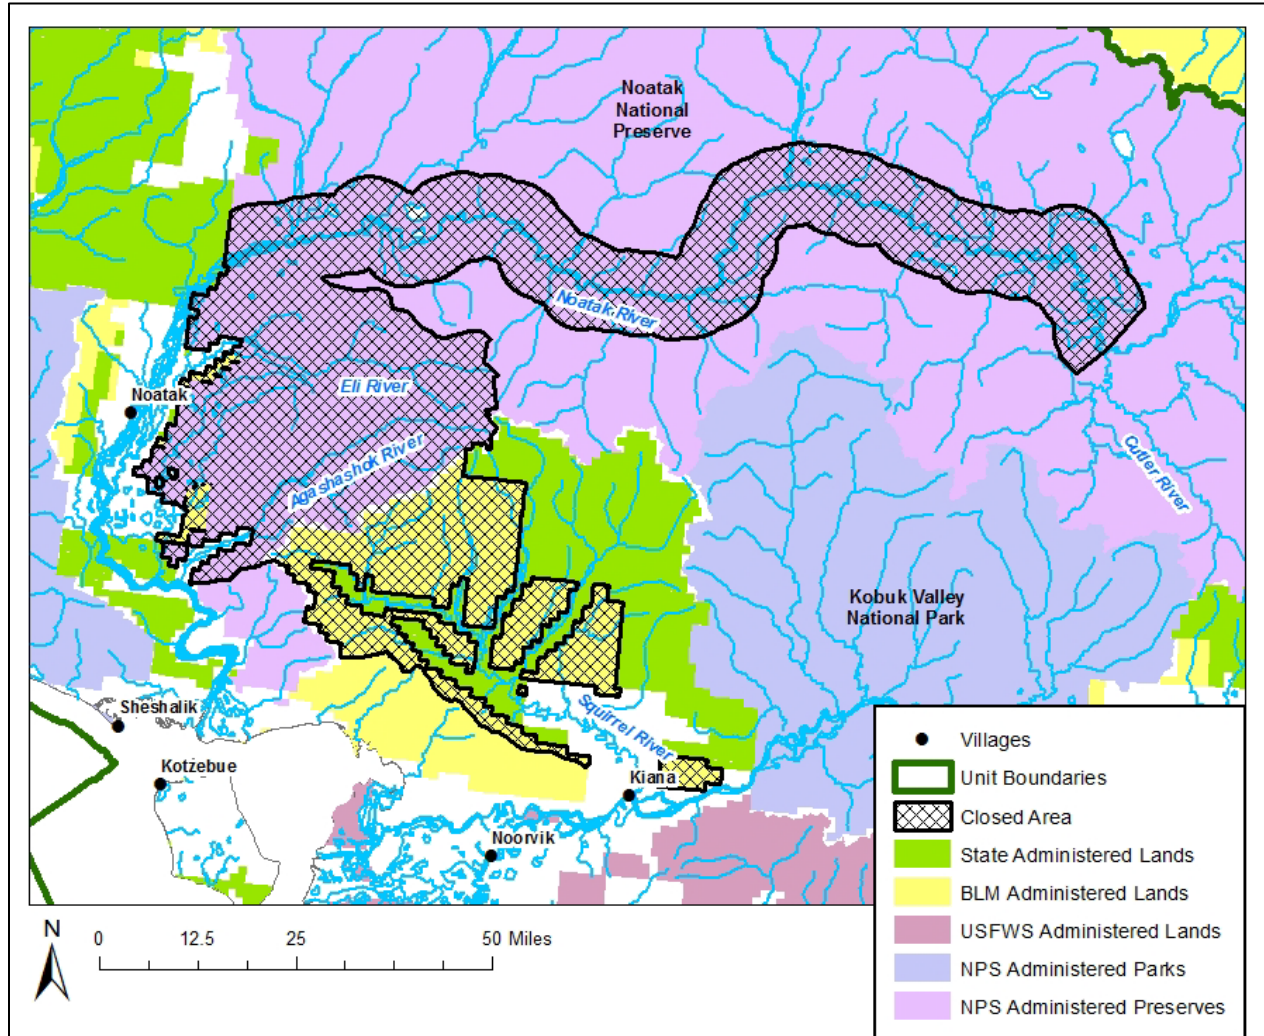 Noatak
National
Preserve
Noatak River
Noatak
Eli River
Agashashok River
Cutler River
Kobuk Valley
National Park
Sheshalik
Squirrel River
Kotzebue
Kiana
Noorvik
Villages
Unit Boundaries
Closed Area
State Administered Lands
BLM Administered Lands
USFWS Administered Lands
NPS Administered Parks
NPS Administered Preserves
N
0 12.5 25 50 Miles